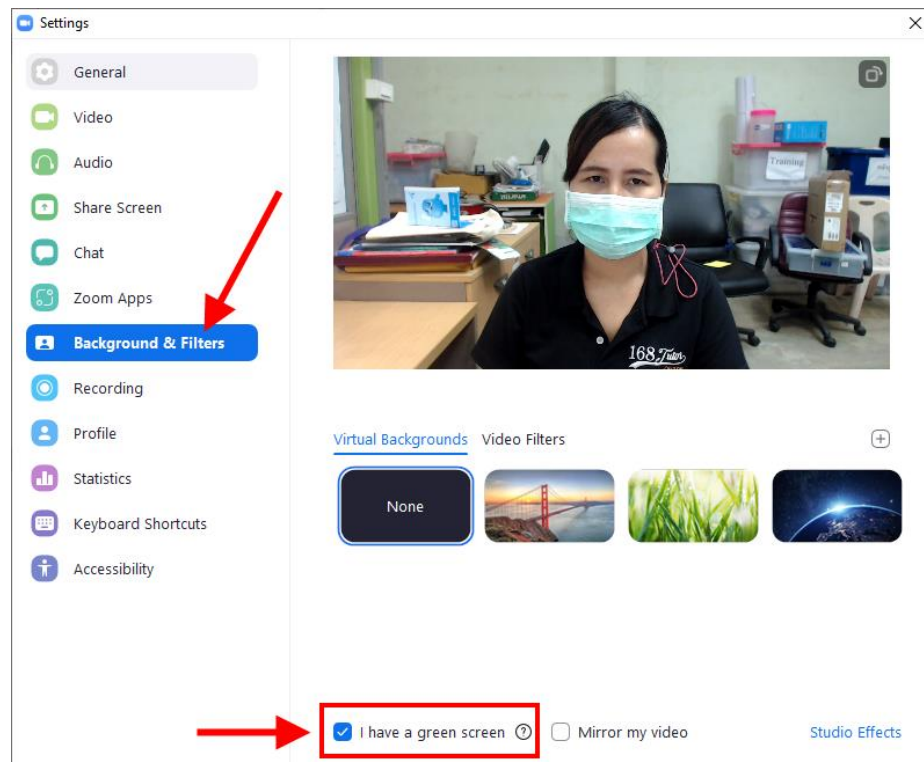 Settings
General
Video
Audio
Share Screen
Chat
Zoom Apps
Background & Filters
Recording
Profile
Statistics
Keyboard Shortcuts
Accessibility
Training
168 Tutor
Virtual Backgrounds Video Filters
None
I have a green screen Mirror my video Studio Effects